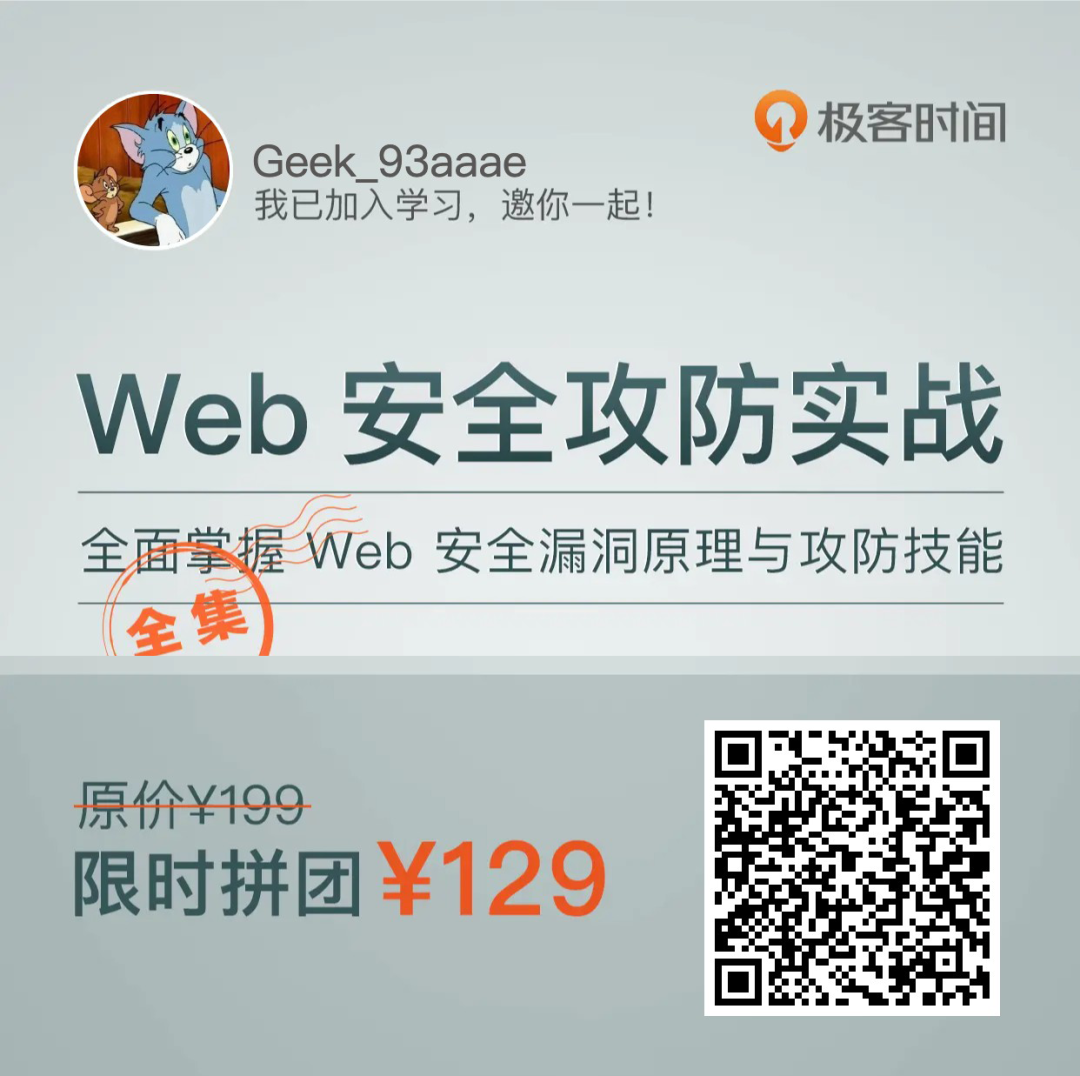 极客时间
Geek_93aaae
我已加入学习，邀你一起！
Web 安全攻防实战
全面掌握 Web 安全漏洞原理与攻防技能
全集
原价¥199
限时拼团¥129